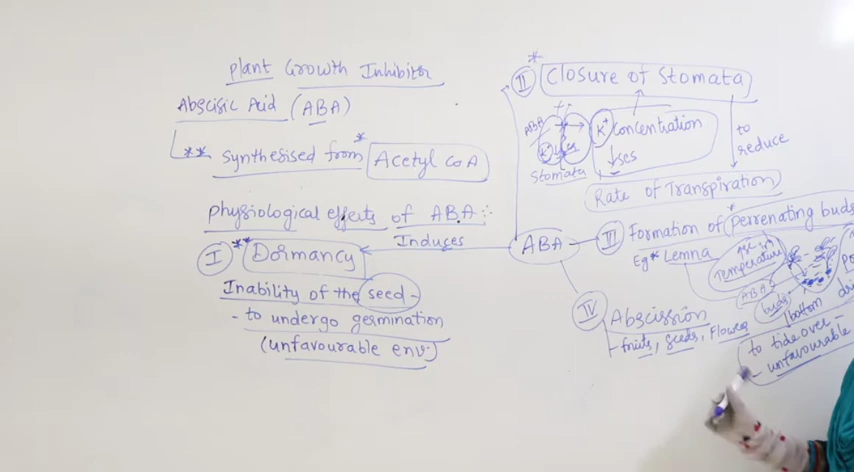 Plant Growth Inhibitor
Abscisic Acid (ABA)
** synthesised from* Acetyl CoA
physiological effects of ABA :-
Induces
I ** Dormancy
Inability of the seed -
- to undergo germination
(unfavourable env.)
ABA
*
II Closure of Stomata
ABA
K+
Stomata
K+ concentration
↓ses
to
reduce
Rate of Transpiration
III Formation of *perrenating buds
Eg * Lemna
Temperature
ABA
buds
bottom
to tide over -
- unfavourable
IV Abscission
- fruits, seeds, Flower